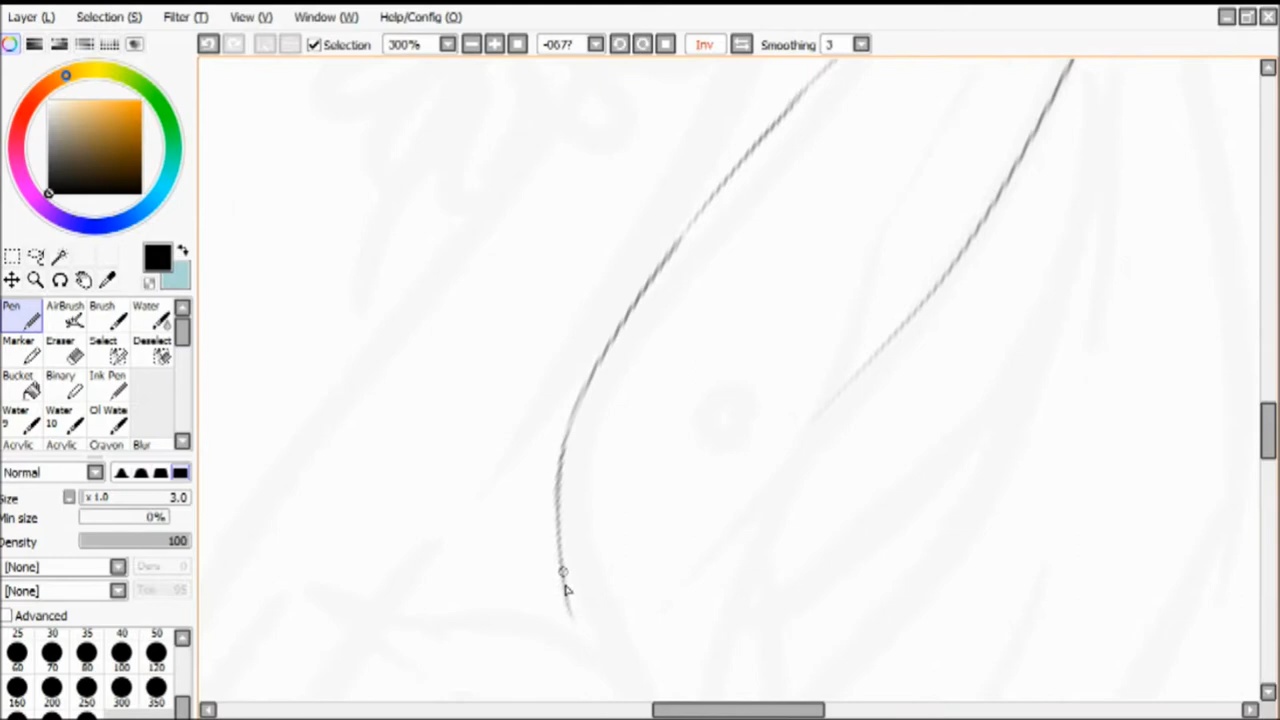 Layer (L) Selection (S) Filter (T) View (V) Window (W) Help/Config (O)
Selection 300% -067? Inv Smoothing 3
Pen AirBrush Brush Water
Marker Eraser Select Deselect
Bucket Binary Ink Pen
Water 9 Water 10 Oil Wate
Acrylic Acrylic Crayon Blur
Normal
Size x 1.0 3.0
Min size 0%
Density 100
[None]
[None]
Advanced
25 30 35 40 50
60 70 80 100 120
160 200 250 300 350